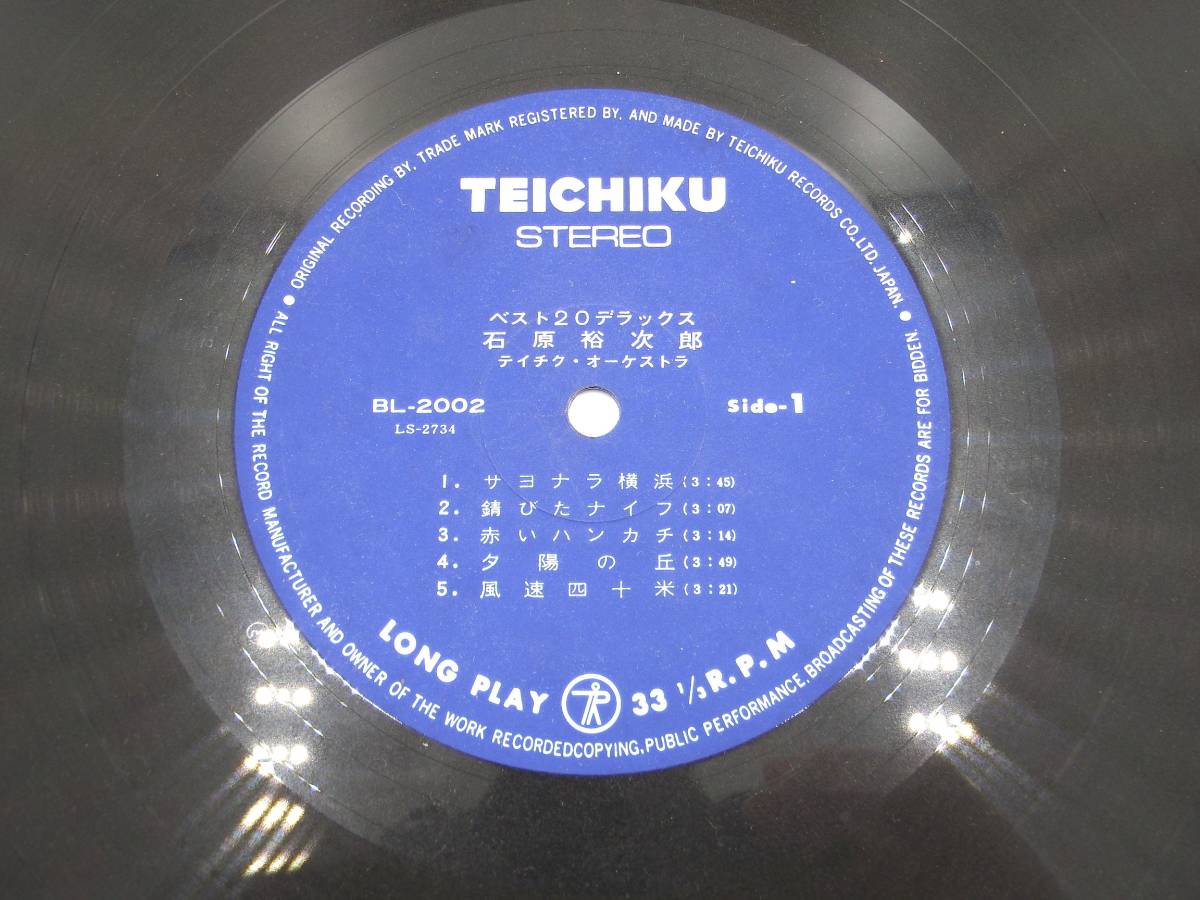 ● ORIGINAL RECORDING BY. TRADE MARK REGISTERED BY. AND MADE BY TEICHIKU RECORDS CO.,LTD. JAPAN. ●
TEICHIKU
STEREO
ベスト20デラックス
石原裕次郎
テイチク・オーケストラ
BL-2002 Side-1
LS-2734
1. サヨナラ横浜 (3:45)
2. 錆びたナイフ (3:07)
3. 赤いハンカチ (3:14)
4. 夕陽の丘 (3:49)
5. 風速四十米 (3:21)
LONG PLAY 33 1/3 R.P.M
ALL RIGHT OF THE RECORD MANUFACTURER AND OWNER OF THE WORK RECORDEDCOPYING, PUBLIC PERFORMANCE, BROADCASTING OF THESE RECORDS ARE FOR BIDDEN.